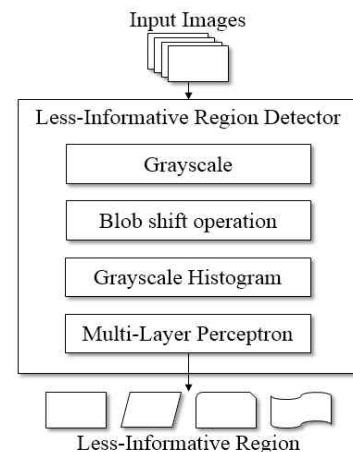 Input Images
Less-Informative Region Detector
Grayscale
Blob shift operation
Grayscale Histogram
Multi-Layer Perceptron
Less-Informative Region